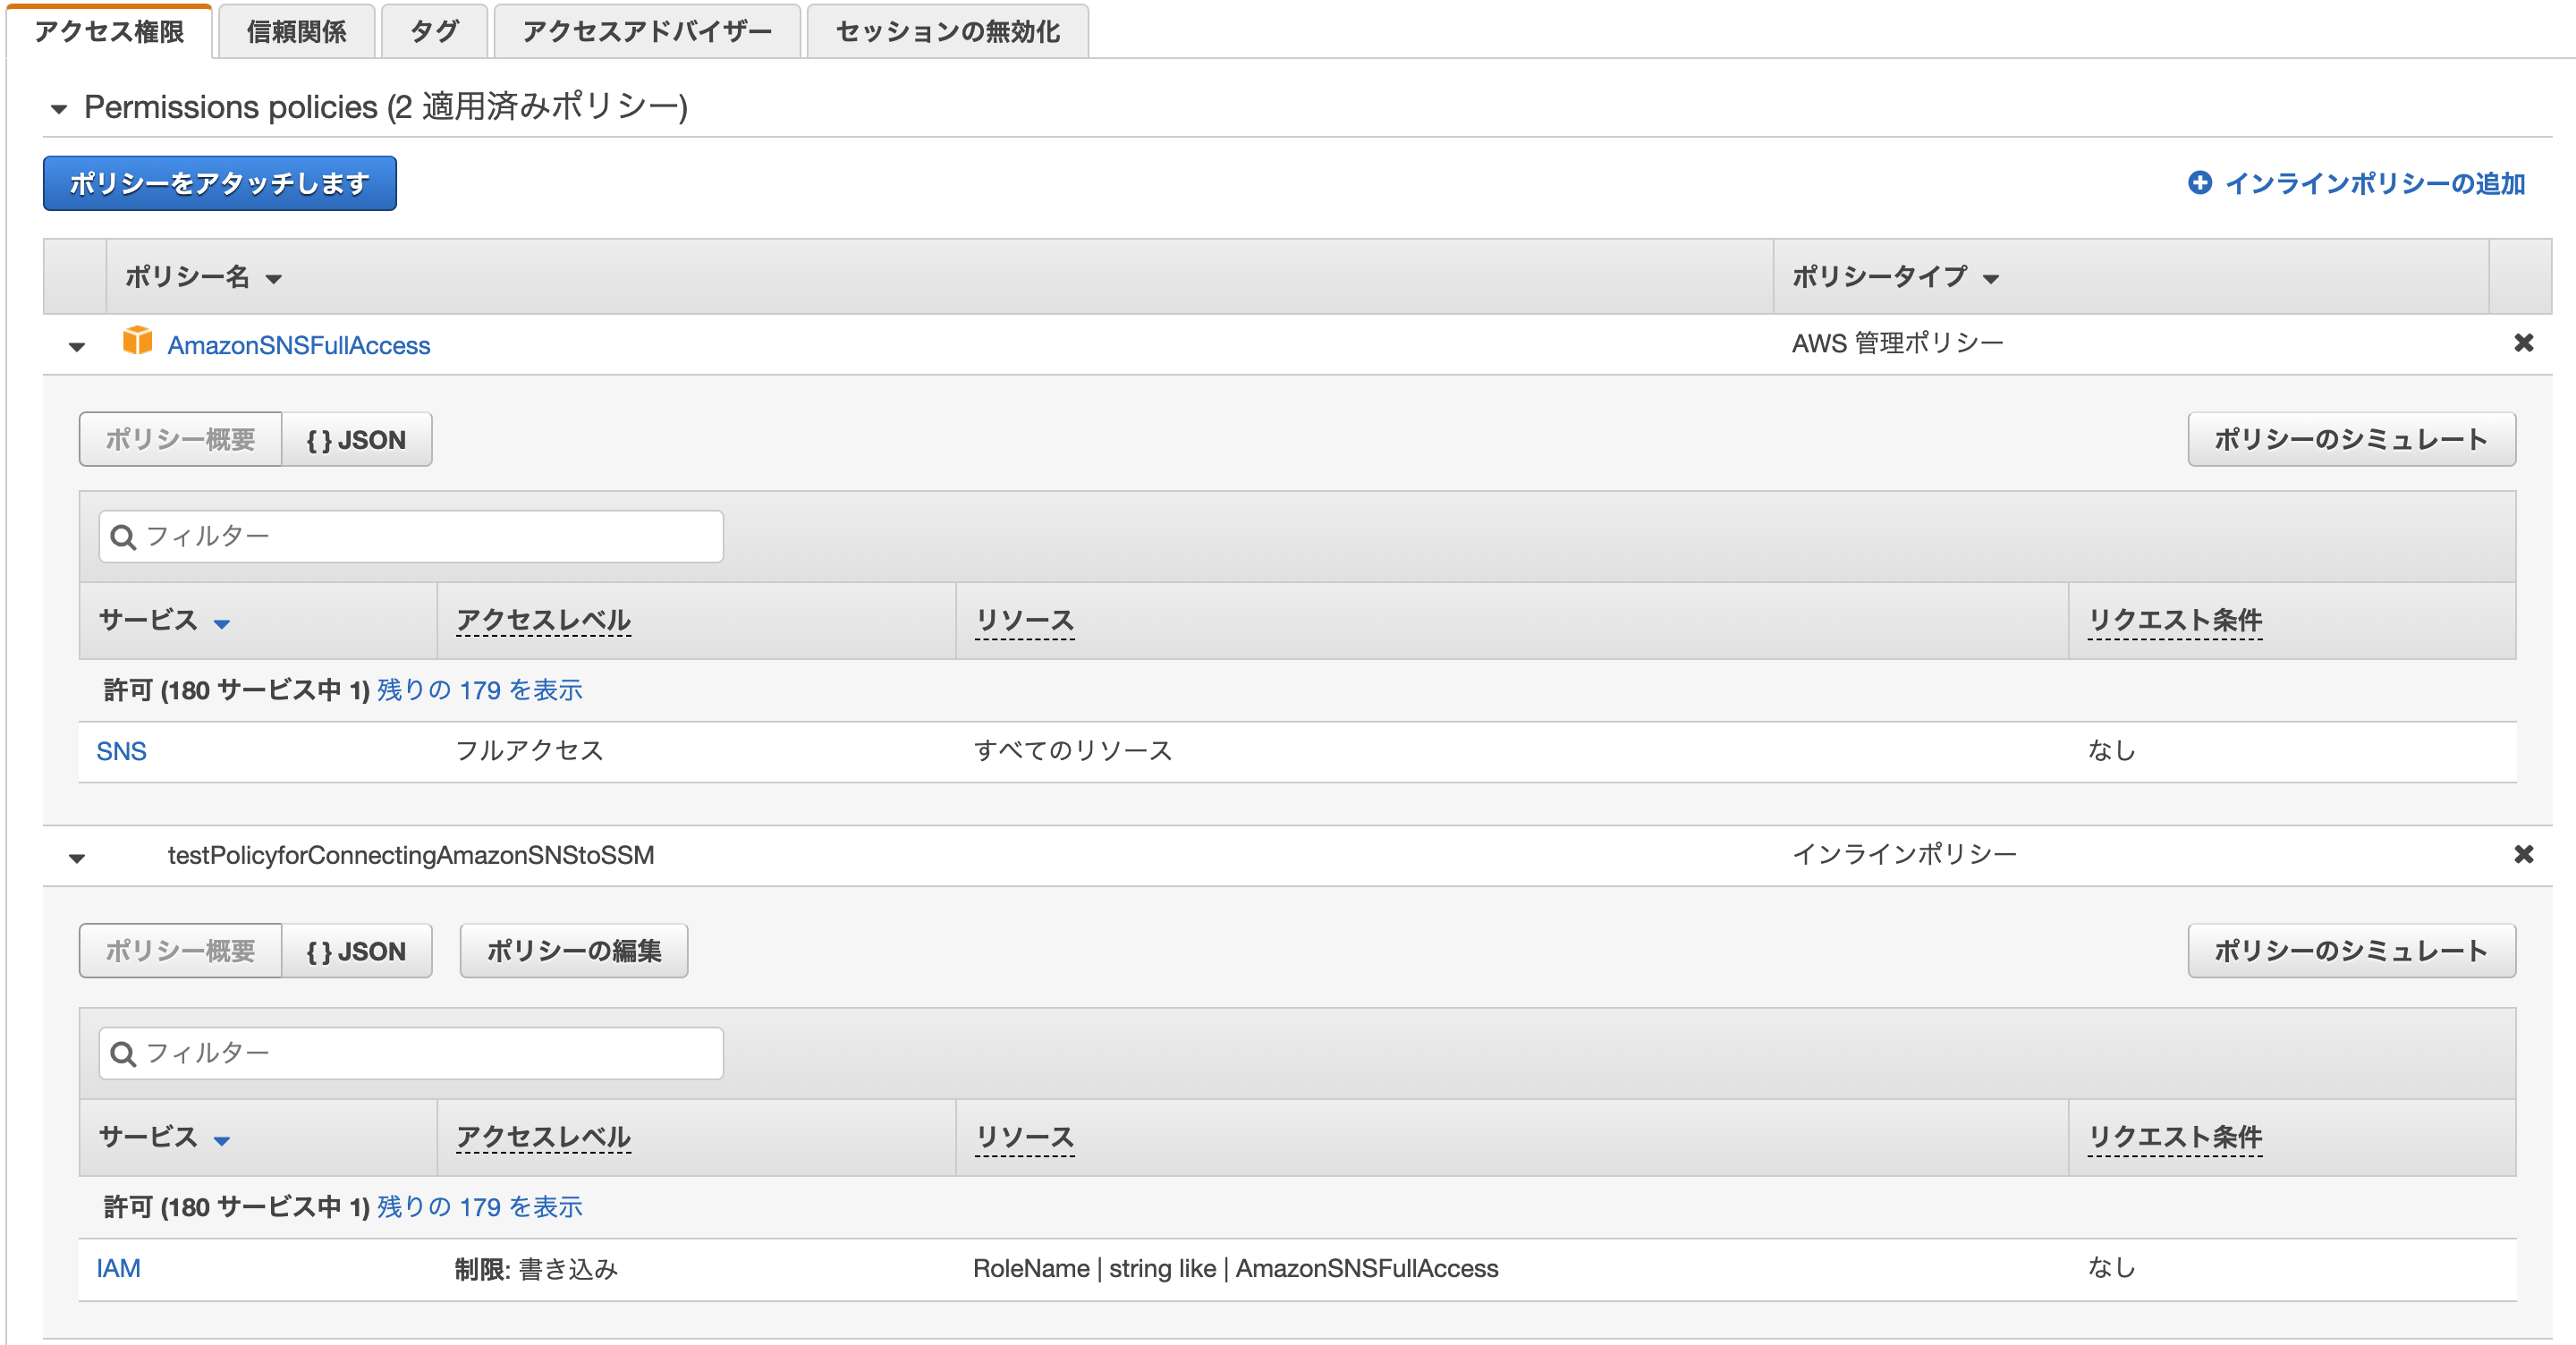 アクセス権限 信頼関係 タグ アクセスアドバイザー セッションの無効化
Permissions policies (2 適用済みポリシー)
ポリシーをアタッチします インラインポリシーの追加
ポリシー名 ポリシータイプ
AmazonSNSFullAccess AWS 管理ポリシー
ポリシー概要 { } JSON ポリシーのシミュレート
フィルター
サービス アクセスレベル リソース リクエスト条件
許可 (180 サービス中 1) 残りの 179 を表示
SNS フルアクセス すべてのリソース なし
testPolicyforConnectingAmazonSNStoSSM インラインポリシー
ポリシー概要 { } JSON ポリシーの編集 ポリシーのシミュレート
フィルター
サービス アクセスレベル リソース リクエスト条件
許可 (180 サービス中 1) 残りの 179 を表示
IAM 制限: 書き込み RoleName | string like | AmazonSNSFullAccess なし